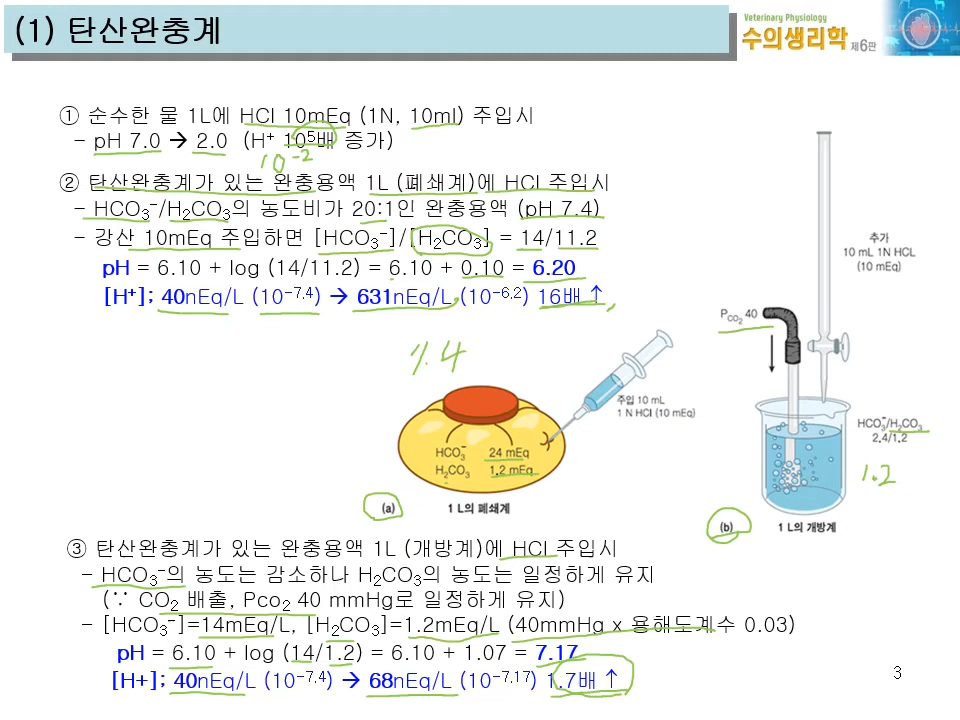 (1) 탄산완충계
Veterinary Physiology
수의생리학 제6판
① 순수한 물 1L에 HCl 10mEq (1N, 10ml) 주입시
– pH 7.0 → 2.0 (H⁺ 10⁵배 증가)
10⁻²
② 탄산완충계가 있는 완충용액 1L (폐쇄계)에 HCl 주입시
– HCO₃⁻/H₂CO₃의 농도비가 20:1인 완충용액 (pH 7.4)
– 강산 10mEq 주입하면 [HCO₃⁻]/[H₂CO₃] = 14/11.2
pH = 6.10 + log (14/11.2) = 6.10 + 0.10 = 6.20
[H⁺]; 40nEq/L (10⁻⁷·⁴) → 631nEq/L (10⁻⁶·²) 16배 ↑
추가
10 mL 1N HCl
(10 mEq)
P_CO₂ 40
7.4
주입 10 mL
1 N HCl (10 mEq)
HCO₃⁻ 24 mEq
H₂CO₃ 1.2 mEq
HCO₃⁻/H₂CO₃
2.4/1.2
1.2
(a) 1 L의 폐쇄계
(b) 1 L의 개방계
③ 탄산완충계가 있는 완충용액 1L (개방계)에 HCl 주입시
– HCO₃⁻의 농도는 감소하나 H₂CO₃의 농도는 일정하게 유지
(∵ CO₂ 배출, Pco₂ 40 mmHg로 일정하게 유지)
– [HCO₃⁻]=14mEq/L, [H₂CO₃]=1.2mEq/L (40mmHg x 용해도계수 0.03)
pH = 6.10 + log (14/1.2) = 6.10 + 1.07 = 7.17
[H+]; 40nEq/L (10⁻⁷·⁴) → 68nEq/L (10⁻⁷·¹⁷) 1.7배 ↑
3